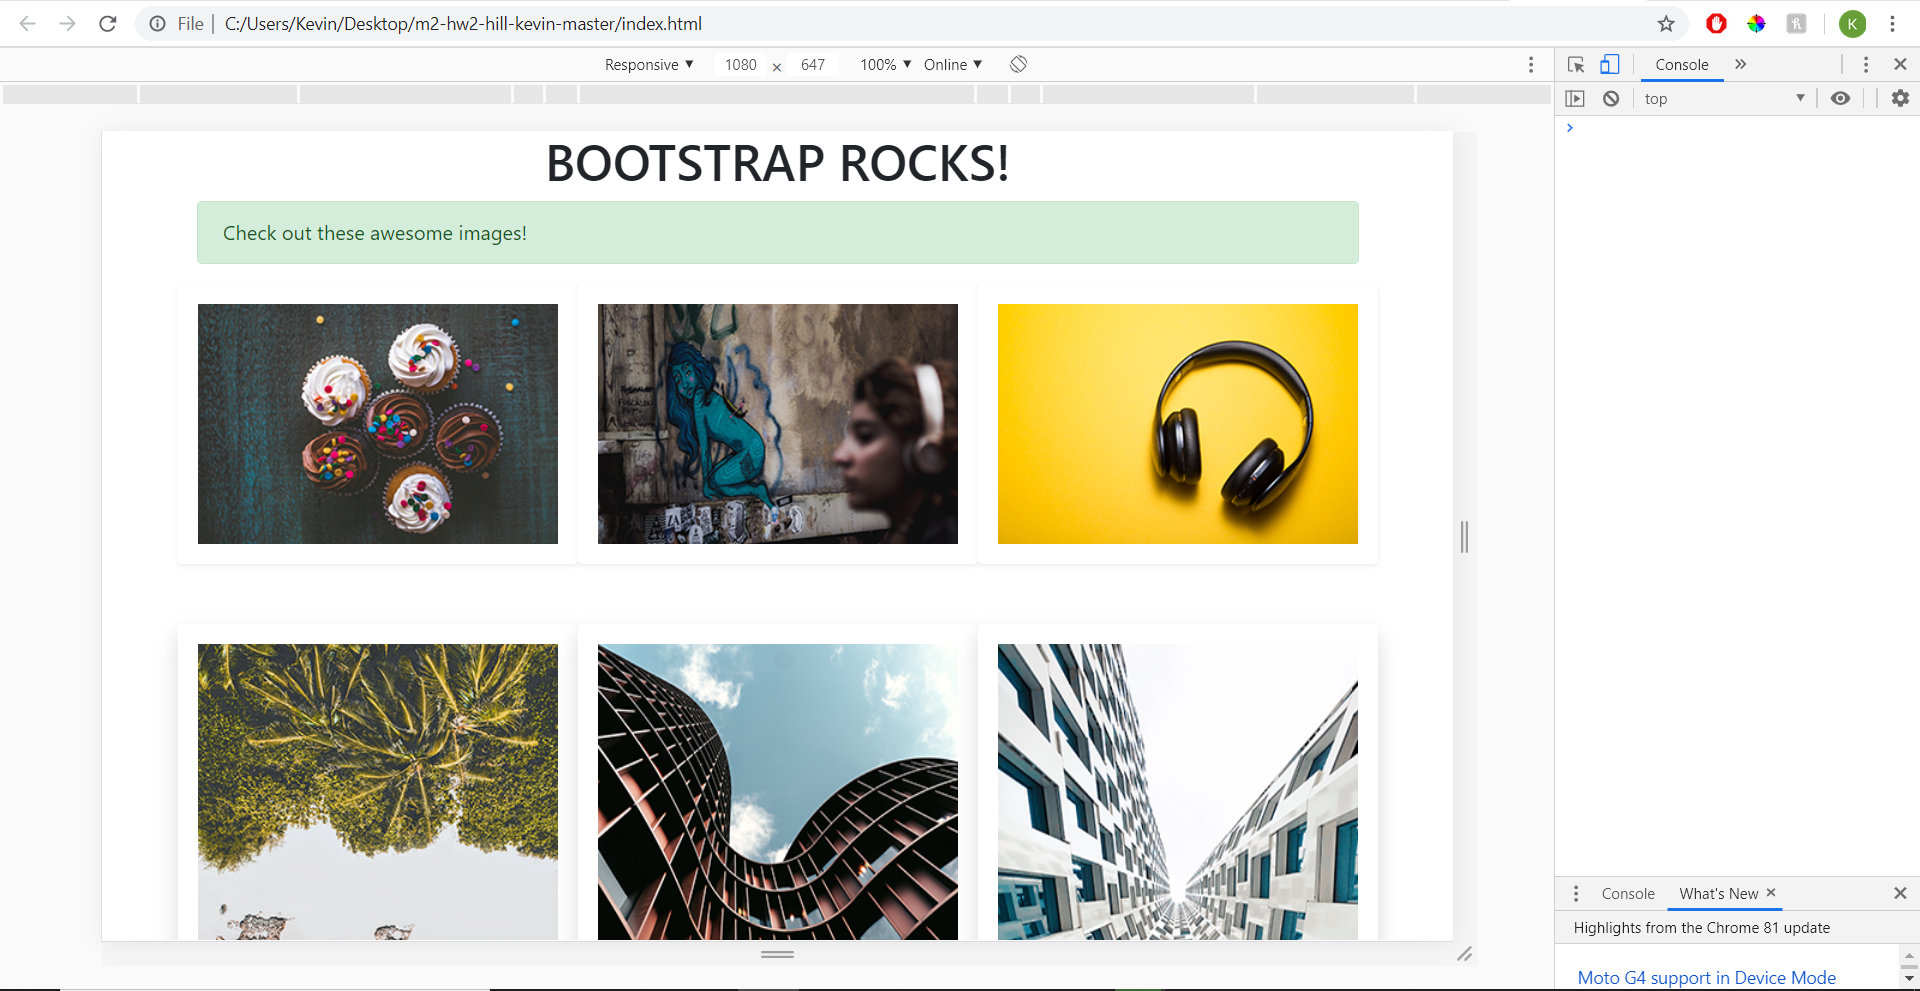 File | C:/Users/Kevin/Desktop/m2-hw2-hill-kevin-master/index.html
K
Responsive ▼ 1080 × 647 100% ▼ Online ▼
Console »
top
BOOTSTRAP ROCKS!
Check out these awesome images!
Console What's New ×
Highlights from the Chrome 81 update
Moto G4 support in Device Mode